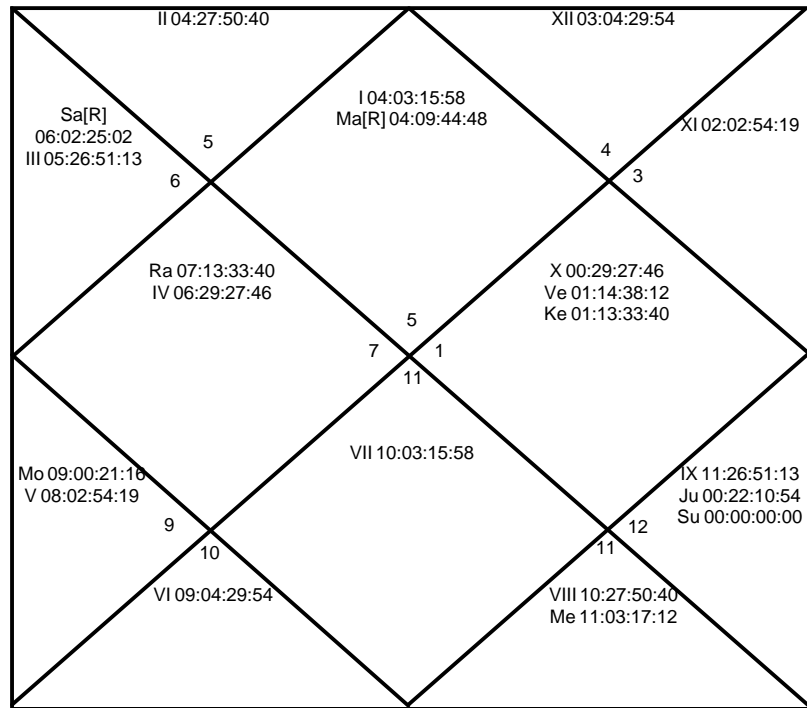 II 04:27:50:40
XII 03:04:29:54
I 04:03:15:58
Ma[R] 04:09:44:48
Sa[R]
06:02:25:02
III 05:26:51:13
XI 02:02:54:19
5
4
6
3
Ra 07:13:33:40
IV 06:29:27:46
X 00:29:27:46
Ve 01:14:38:12
Ke 01:13:33:40
5
7
1
11
VII 10:03:15:58
Mo 09:00:21:16
V 08:02:54:19
IX 11:26:51:13
Ju 00:22:10:54
Su 00:00:00:00
9
12
10
11
VI 09:04:29:54
VIII 10:27:50:40
Me 11:03:17:12